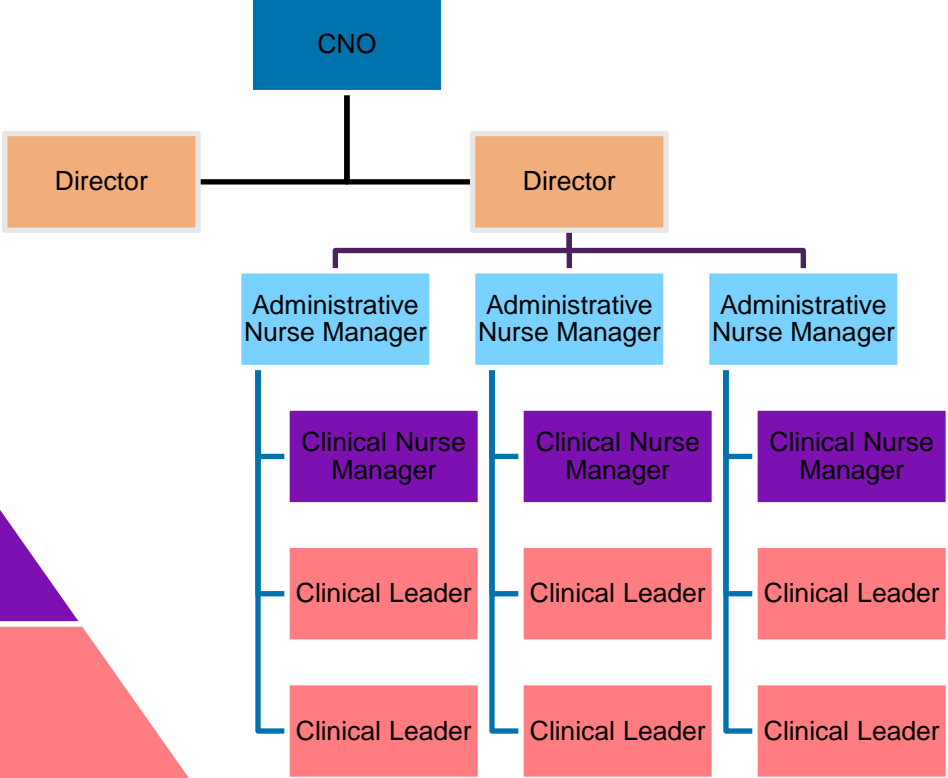 CNO
Director
Director
Administrative
Nurse Manager
Administrative
Nurse Manager
Administrative
Nurse Manager
Clinical Nurse
Manager
Clinical Nurse
Manager
Clinical Nurse
Manager
Clinical Leader
Clinical Leader
Clinical Leader
Clinical Leader
Clinical Leader
Clinical Leader